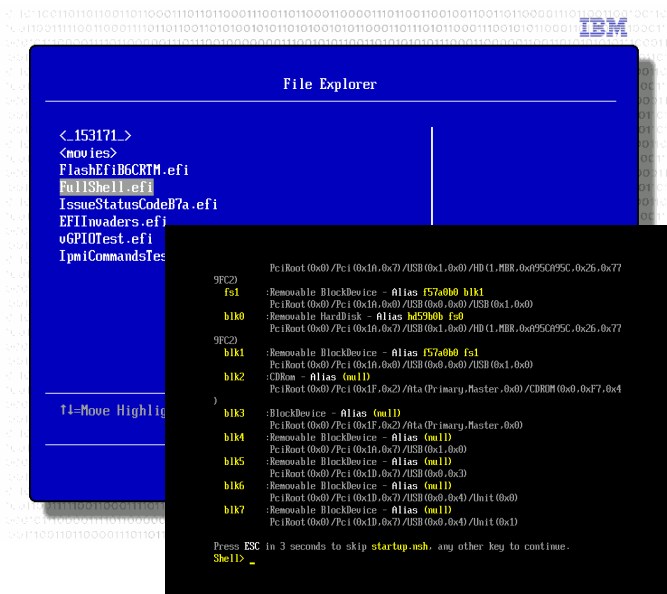 IBM
File Explorer
<_153171_>
<movies>
FlashEfiB6CRTM.efi
FullShell.efi
IssueStatusCodeB7a.efi
EFIInvaders.efi
vGPIOTest.efi
IpmiCommandsTes
↑↓=Move Highlig
PciRoot(0x0)/Pci(0x1A,0x7)/USB(0x1,0x0)/HD(1,MBR,0xA95CA95C,0x26,0x77
9FC2)
fs1 :Removable BlockDevice - Alias f57a0b0 blk1
PciRoot(0x0)/Pci(0x1A,0x7)/USB(0x0,0x0)/USB(0x1,0x0)
blk0 :Removable HardDisk - Alias hd59b0b fs0
PciRoot(0x0)/Pci(0x1A,0x7)/USB(0x1,0x0)/HD(1,MBR,0xA95CA95C,0x26,0x77
9FC2)
blk1 :Removable BlockDevice - Alias f57a0b0 fs1
PciRoot(0x0)/Pci(0x1A,0x7)/USB(0x0,0x0)/USB(0x1,0x0)
blk2 :CDRom - Alias (null)
PciRoot(0x0)/Pci(0x1F,0x2)/Ata(Primary,Master,0x0)/CDROM(0x0,0xF7,0x4
)
blk3 :BlockDevice - Alias (null)
PciRoot(0x0)/Pci(0x1F,0x2)/Ata(Primary,Master,0x0)
blk4 :Removable BlockDevice - Alias (null)
PciRoot(0x0)/Pci(0x1A,0x7)/USB(0x1,0x0)
blk5 :Removable BlockDevice - Alias (null)
PciRoot(0x0)/Pci(0x1D,0x7)/USB(0x0,0x3)
blk6 :Removable BlockDevice - Alias (null)
PciRoot(0x0)/Pci(0x1D,0x7)/USB(0x0,0x4)/Unit(0x0)
blk7 :Removable BlockDevice - Alias (null)
PciRoot(0x0)/Pci(0x1D,0x7)/USB(0x0,0x4)/Unit(0x1)
Press ESC in 3 seconds to skip startup.nsh, any other key to continue.
Shell> _